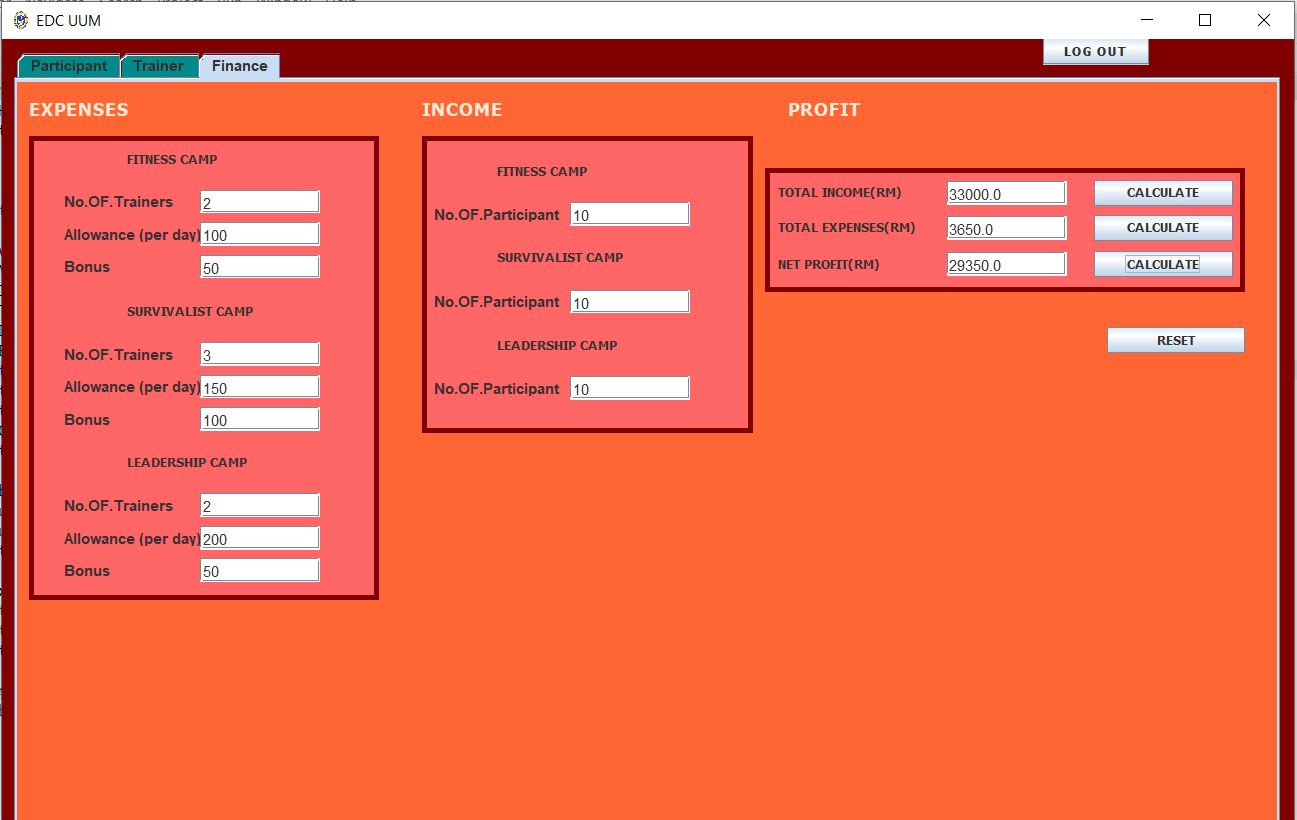 EDC UUM
LOG OUT
Participant Trainer Finance
EXPENSES
FITNESS CAMP
No.OF.Trainers 2
Allowance (per day) 100
Bonus 50
SURVIVALIST CAMP
No.OF.Trainers 3
Allowance (per day) 150
Bonus 100
LEADERSHIP CAMP
No.OF.Trainers 2
Allowance (per day) 200
Bonus 50
INCOME
FITNESS CAMP
No.OF.Participant 10
SURVIVALIST CAMP
No.OF.Participant 10
LEADERSHIP CAMP
No.OF.Participant 10
PROFIT
TOTAL INCOME(RM) 33000.0 CALCULATE
TOTAL EXPENSES(RM) 3650.0 CALCULATE
NET PROFIT(RM) 29350.0 CALCULATE
RESET